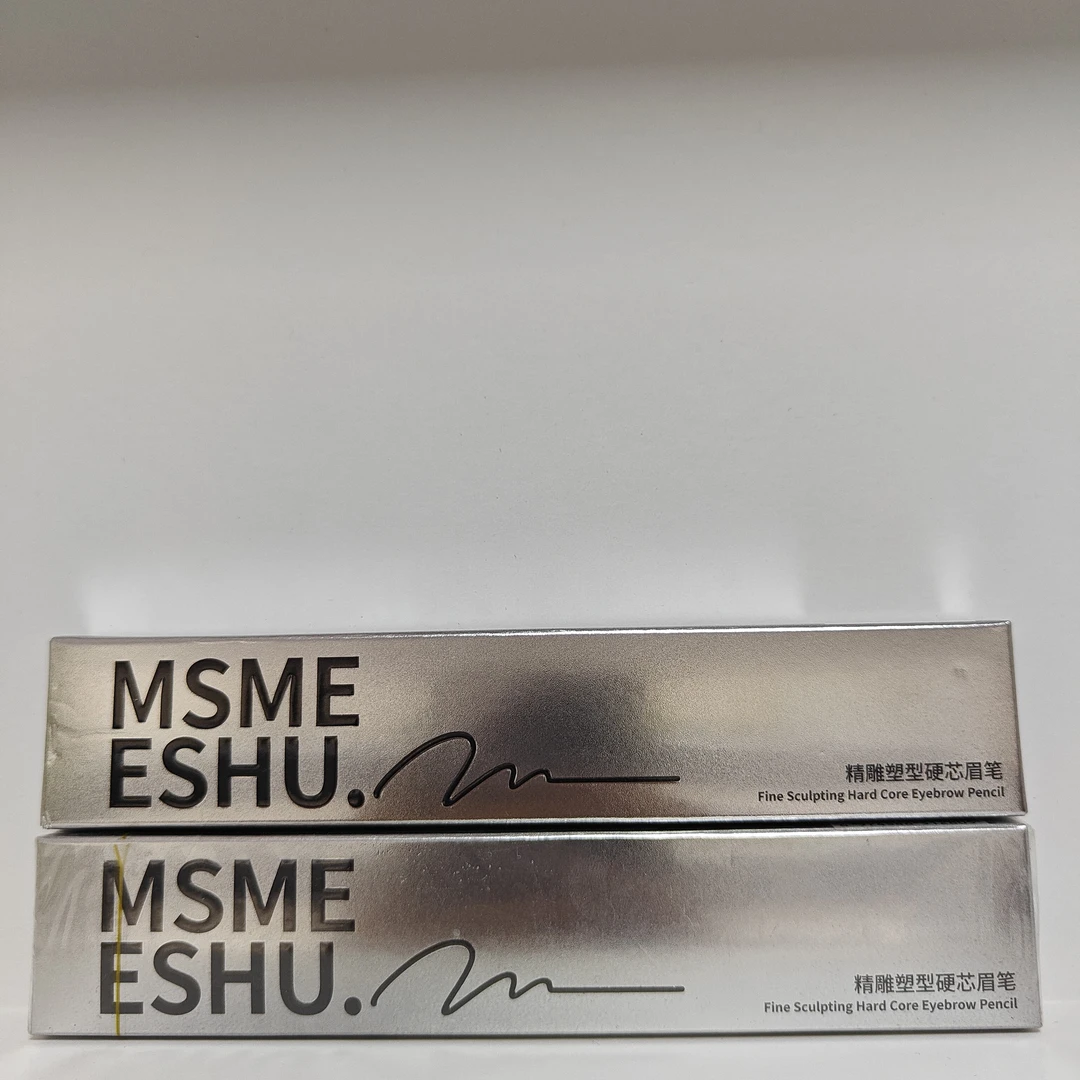 MSME
ESHU.
精雕塑型硬芯眉笔
Fine Sculpting Hard Core Eyebrow Pencil
MSME
ESHU.
精雕塑型硬芯眉笔
Fine Sculpting Hard Core Eyebrow Pencil